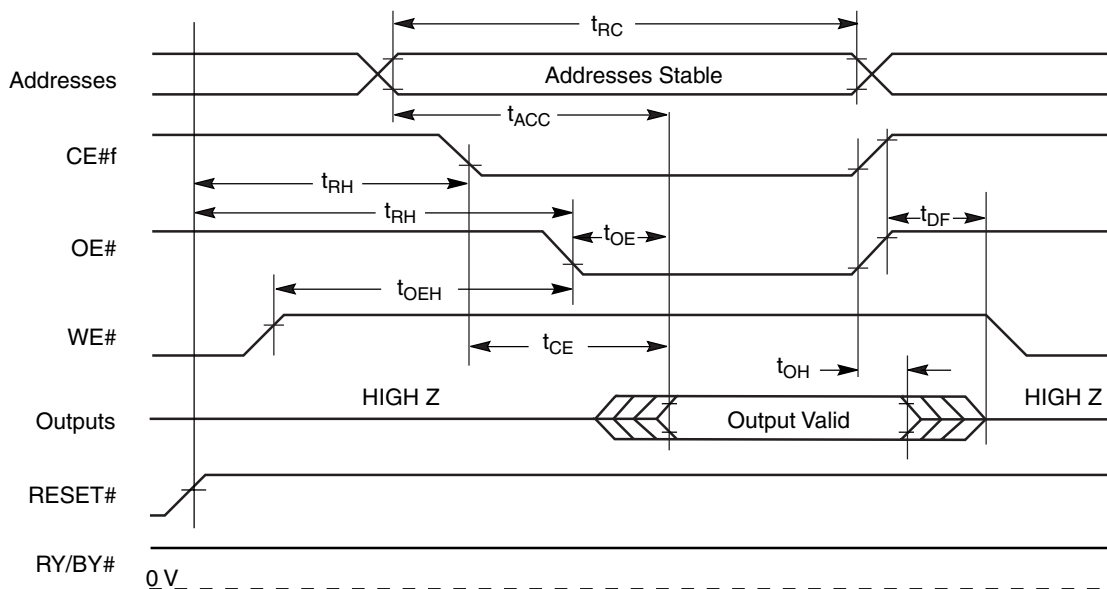 tRC
Addresses
Addresses Stable
tACC
CE#f
tRH
tRH
tDF
OE#
tOE
tOEH
WE#
tCE
tOH
HIGH Z
HIGH Z
Outputs
Output Valid
RESET#
RY/BY#
0 V